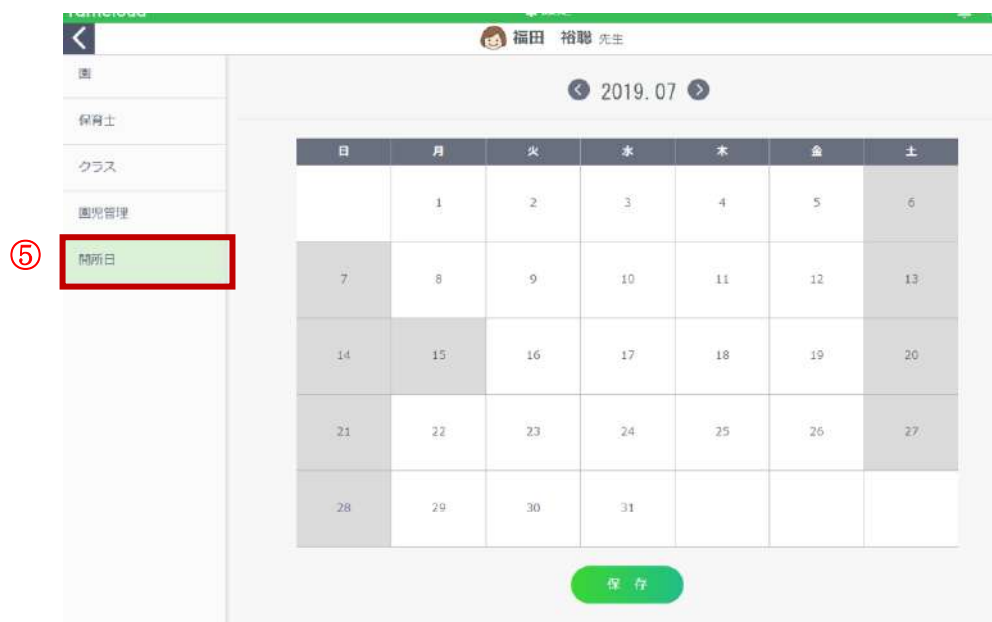 福田 裕聡 先生
園
2019.07
保育士
クラス
園児管理
⑤ 開所日
日 月 火 水 木 金 土
1 2 3 4 5 6
7 8 9 10 11 12 13
14 15 16 17 18 19 20
21 22 23 24 25 26 27
28 29 30 31
保存